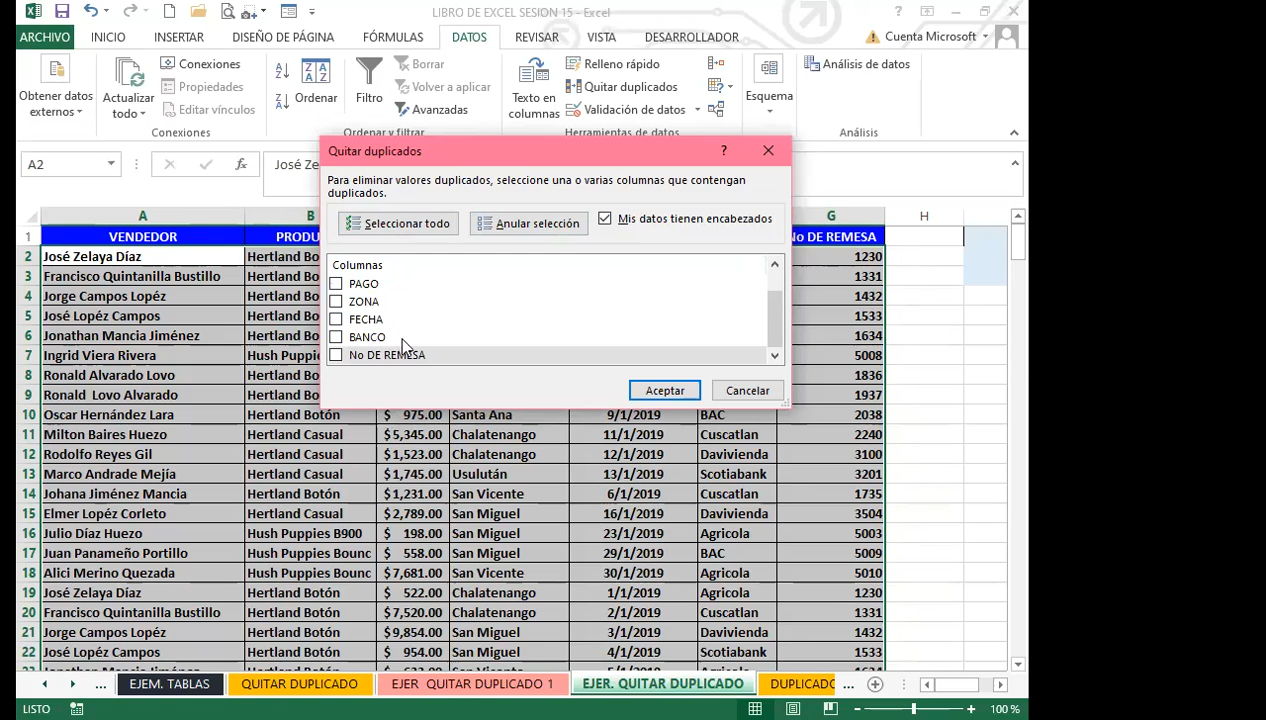 LIBRO DE EXCEL SESION 15 - Excel
ARCHIVO INICIO INSERTAR DISEÑO DE PÁGINA FÓRMULAS DATOS REVISAR VISTA DESARROLLADOR Cuenta Microsoft
Obtener datos externos
Actualizar todo
Conexiones
Propiedades
Editar vínculos
Conexiones
Ordenar
Filtro
Borrar
Volver a aplicar
Avanzadas
Ordenar y filtrar
Texto en columnas
Relleno rápido
Quitar duplicados
Validación de datos
Herramientas de datos
Esquema
Análisis de datos
Análisis
A2 fx José Ze
Quitar duplicados ?
Para eliminar valores duplicados, seleccione una o varias columnas que contengan
duplicados.
Seleccionar todo Anular selección Mis datos tienen encabezados
Columnas
PAGO
ZONA
FECHA
BANCO
No DE REMESA
Aceptar Cancelar
A B G H
1 VENDEDOR PRODU No DE REMESA
2 José Zelaya Díaz Hertland Bo 1230
3 Francisco Quintanilla Bustillo Hertland Bo 1331
4 Jorge Campos Lopéz Hertland Bo 1432
5 José Lopéz Campos Hertland Bo 1533
6 Jonathan Mancia Jiménez Hertland Bo 1634
7 Ingrid Viera Rivera Hush Puppie 5008
8 Ronald Alvarado Lovo Hertland Ca 1836
9 Ronald Lovo Alvarado Hertland Bo 1937
10 Oscar Hernández Lara Hertland Botón $ 975.00 Santa Ana 9/1/2019 BAC 2038
11 Milton Baires Huezo Hertland Casual $ 5,345.00 Chalatenango 11/1/2019 Cuscatlan 2240
12 Rodolfo Reyes Gil Hertland Casual $ 1,523.00 Chalatenango 12/1/2019 Davivienda 3100
13 Marco Andrade Mejía Hertland Casual $ 1,745.00 Usulután 13/1/2019 Scotiabank 3201
14 Johana Jiménez Mancia Hertland Botón $ 1,231.00 San Vicente 6/1/2019 Cuscatlan 1735
15 Elmer Lopéz Corleto Hertland Botón $ 2,789.00 San Miguel 16/1/2019 Davivienda 3504
16 Julio Díaz Huezo Hush Puppies B900 $ 198.00 San Miguel 23/1/2019 Agricola 5003
17 Juan Panameño Portillo Hush Puppies Bounc $ 558.00 San Miguel 29/1/2019 BAC 5009
18 Alici Merino Quezada Hush Puppies Bounc $ 7,681.00 San Vicente 30/1/2019 Agricola 5010
19 José Zelaya Díaz Hertland Botón $ 522.00 Chalatenango 1/1/2019 Agricola 1230
20 Francisco Quintanilla Bustillo Hertland Botón $ 7,520.00 Chalatenango 2/1/2019 Cuscatlan 1331
21 Jorge Campos Lopéz Hertland Botón $ 9,854.00 San Miguel 3/1/2019 Davivienda 1432
22 José Lopéz Campos Hertland Botón $ 954.00 San Miguel 4/1/2019 Scotiabank 1533
... EJEM. TABLAS QUITAR DUPLICADO EJER QUITAR DUPLICADO 1 EJER. QUITAR DUPLICADO DUPLICADO ...
LISTO 100 %